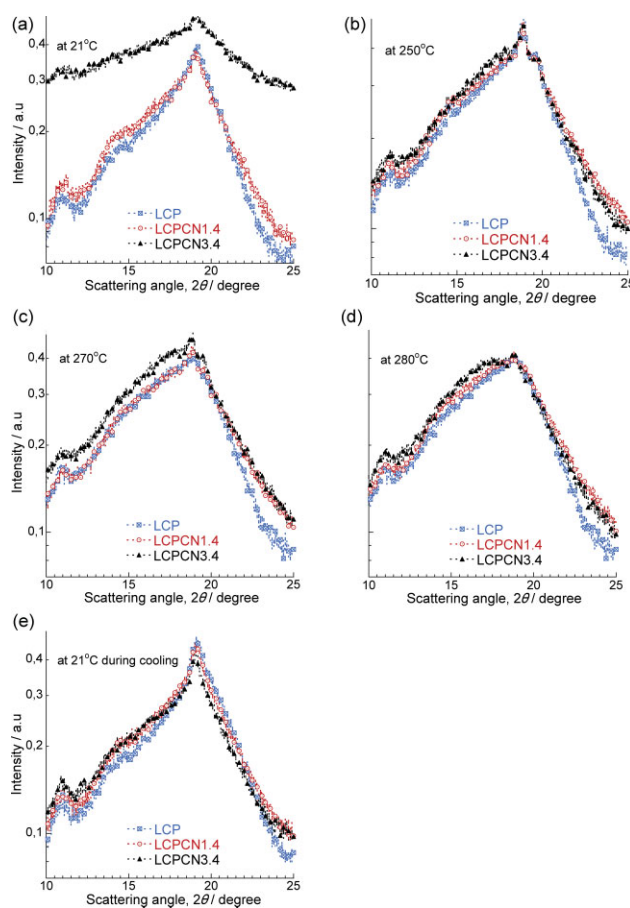 (a)
at 21°C
Intensity / a.u
0.4
0.3
0.2
0.1
LCP
LCPCN1.4
LCPCN3.4
10 15 20 25
Scattering angle, 2θ / degree
(b)
at 250°C
LCP
LCPCN1.4
LCPCN3.4
10 15 20 25
Scattering angle, 2θ / degree
(c)
at 270°C
Intensity / a.u
0.4
0.3
0.2
0.1
LCP
LCPCN1.4
LCPCN3.4
10 15 20 25
Scattering angle, 2θ / degree
(d)
at 280°C
LCP
LCPCN1.4
LCPCN3.4
10 15 20 25
Scattering angle, 2θ / degree
(e)
at 21°C during cooling
Intensity / a.u
0.4
0.3
0.2
0.1
LCP
LCPCN1.4
LCPCN3.4
10 15 20 25
Scattering angle, 2θ / degree